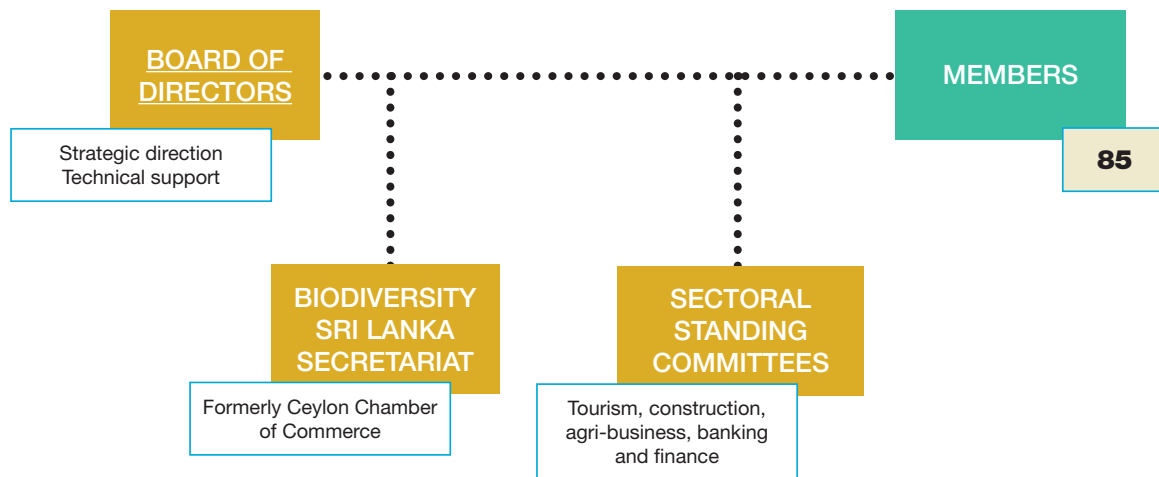 BOARD OF
DIRECTORS
Strategic direction
Technical support
MEMBERS
85
BIODIVERSITY
SRI LANKA
SECRETARIAT
Formerly Ceylon Chamber
of Commerce
SECTORAL
STANDING
COMMITTEES
Tourism, construction,
agri-business, banking
and finance